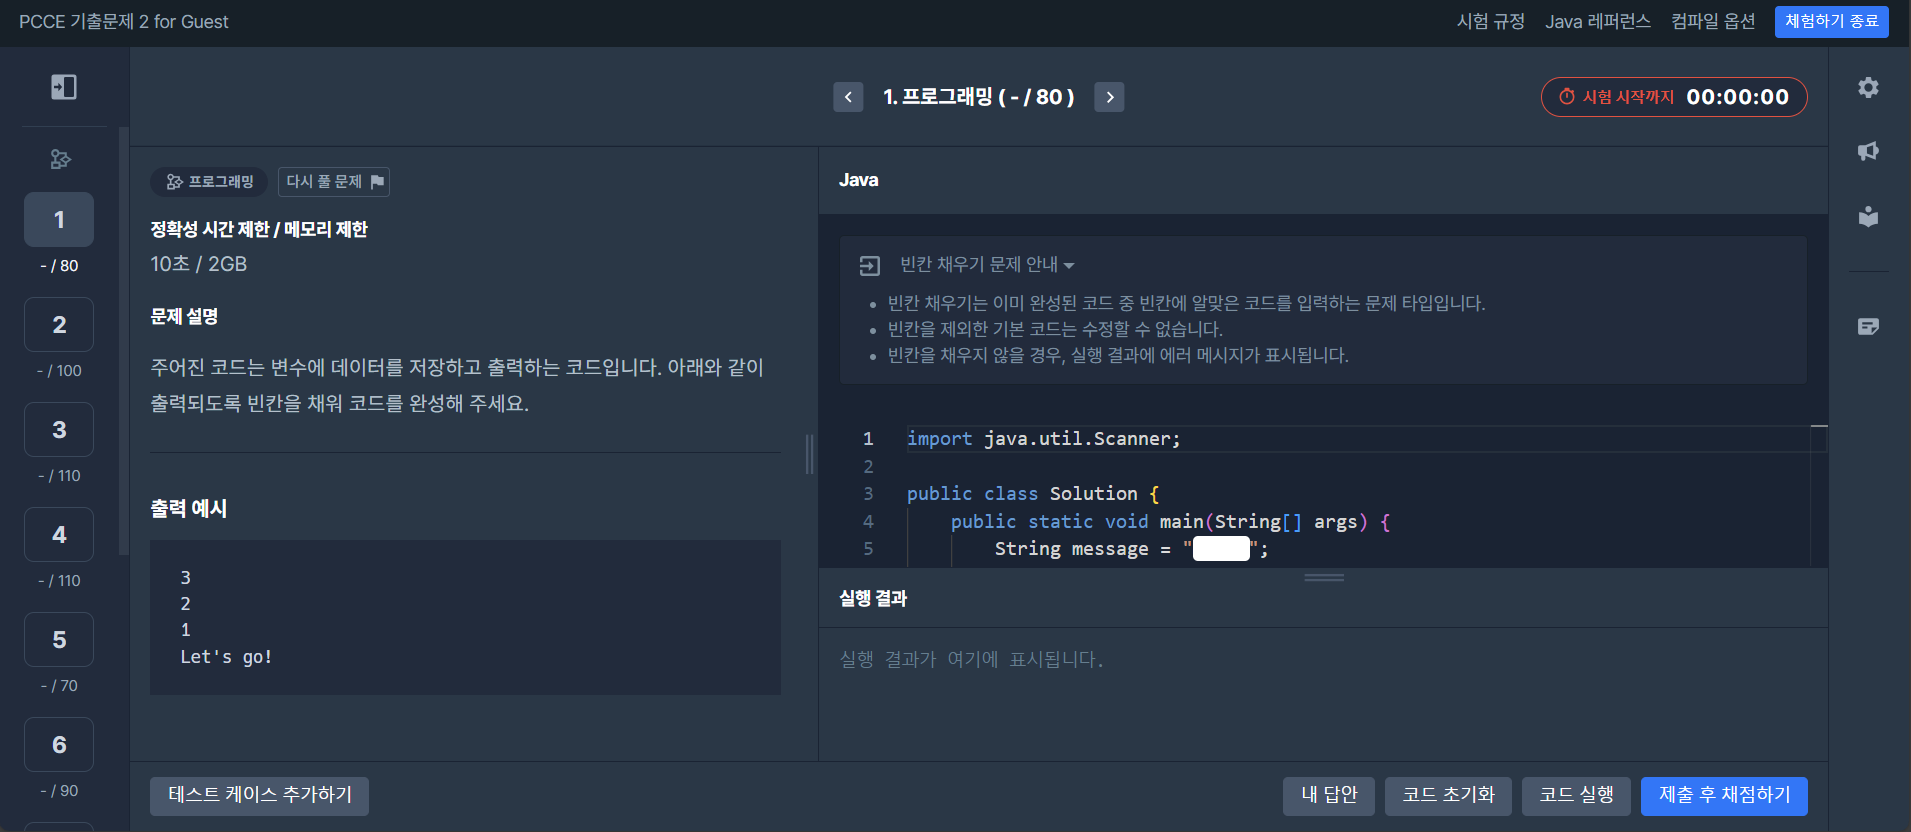 PCCE 기출문제 2 for Guest
시험 규정 Java 레퍼런스 컴파일 옵션 체험하기 종료
1. 프로그래밍 ( - / 80 )
시험 시작까지 00:00:00
1
- / 80
2
- / 100
3
- / 110
4
- / 110
5
- / 70
6
- / 90
프로그래밍 다시 풀 문제
정확성 시간 제한 / 메모리 제한
10초 / 2GB
문제 설명
주어진 코드는 변수에 데이터를 저장하고 출력하는 코드입니다. 아래와 같이
출력되도록 빈칸을 채워 코드를 완성해 주세요.
출력 예시
3
2
1
Let's go!
Java
빈칸 채우기 문제 안내
빈칸 채우기는 이미 완성된 코드 중 빈칸에 알맞은 코드를 입력하는 문제 타입입니다.
빈칸을 제외한 기본 코드는 수정할 수 없습니다.
빈칸을 채우지 않을 경우, 실행 결과에 에러 메시지가 표시됩니다.
1 import java.util.Scanner;
2
3 public class Solution {
4 public static void main(String[] args) {
5 String message = "";
실행 결과
실행 결과가 여기에 표시됩니다.
테스트 케이스 추가하기 내 답안 코드 초기화 코드 실행 제출 후 채점하기